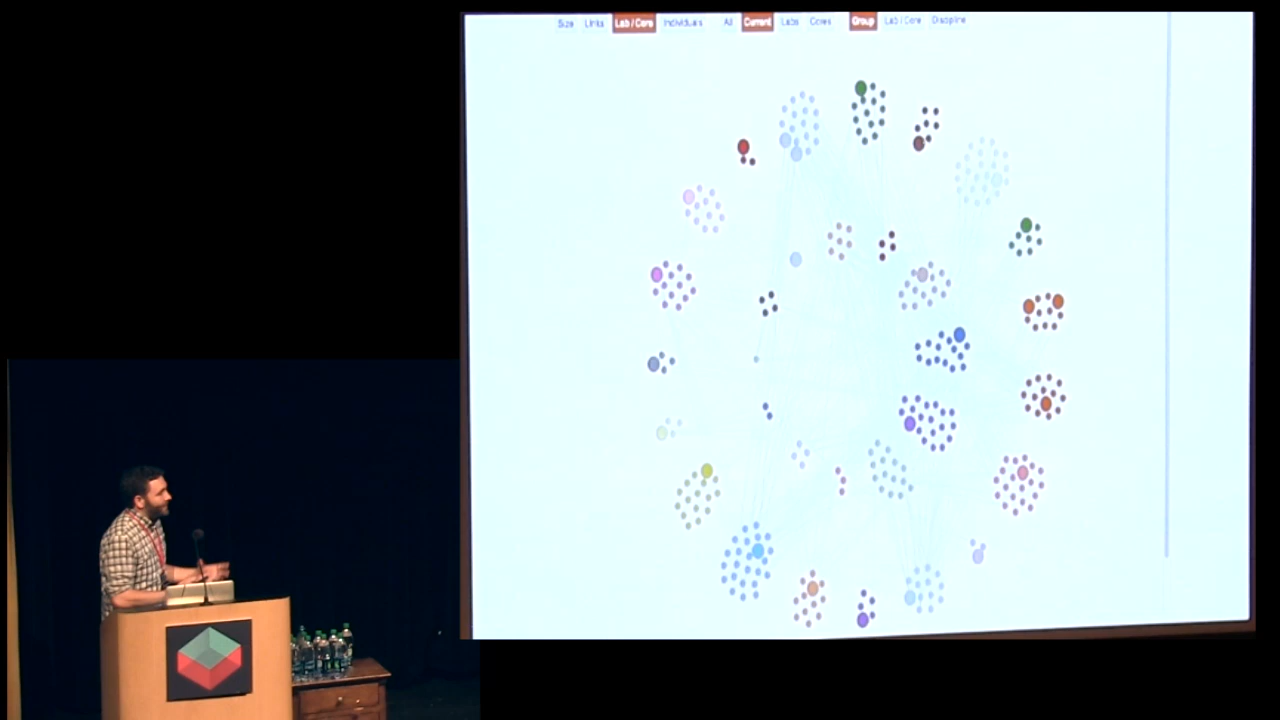 Size Links Lab / Core Individuals All Current Labs Cores Group Lab / Core Discipline